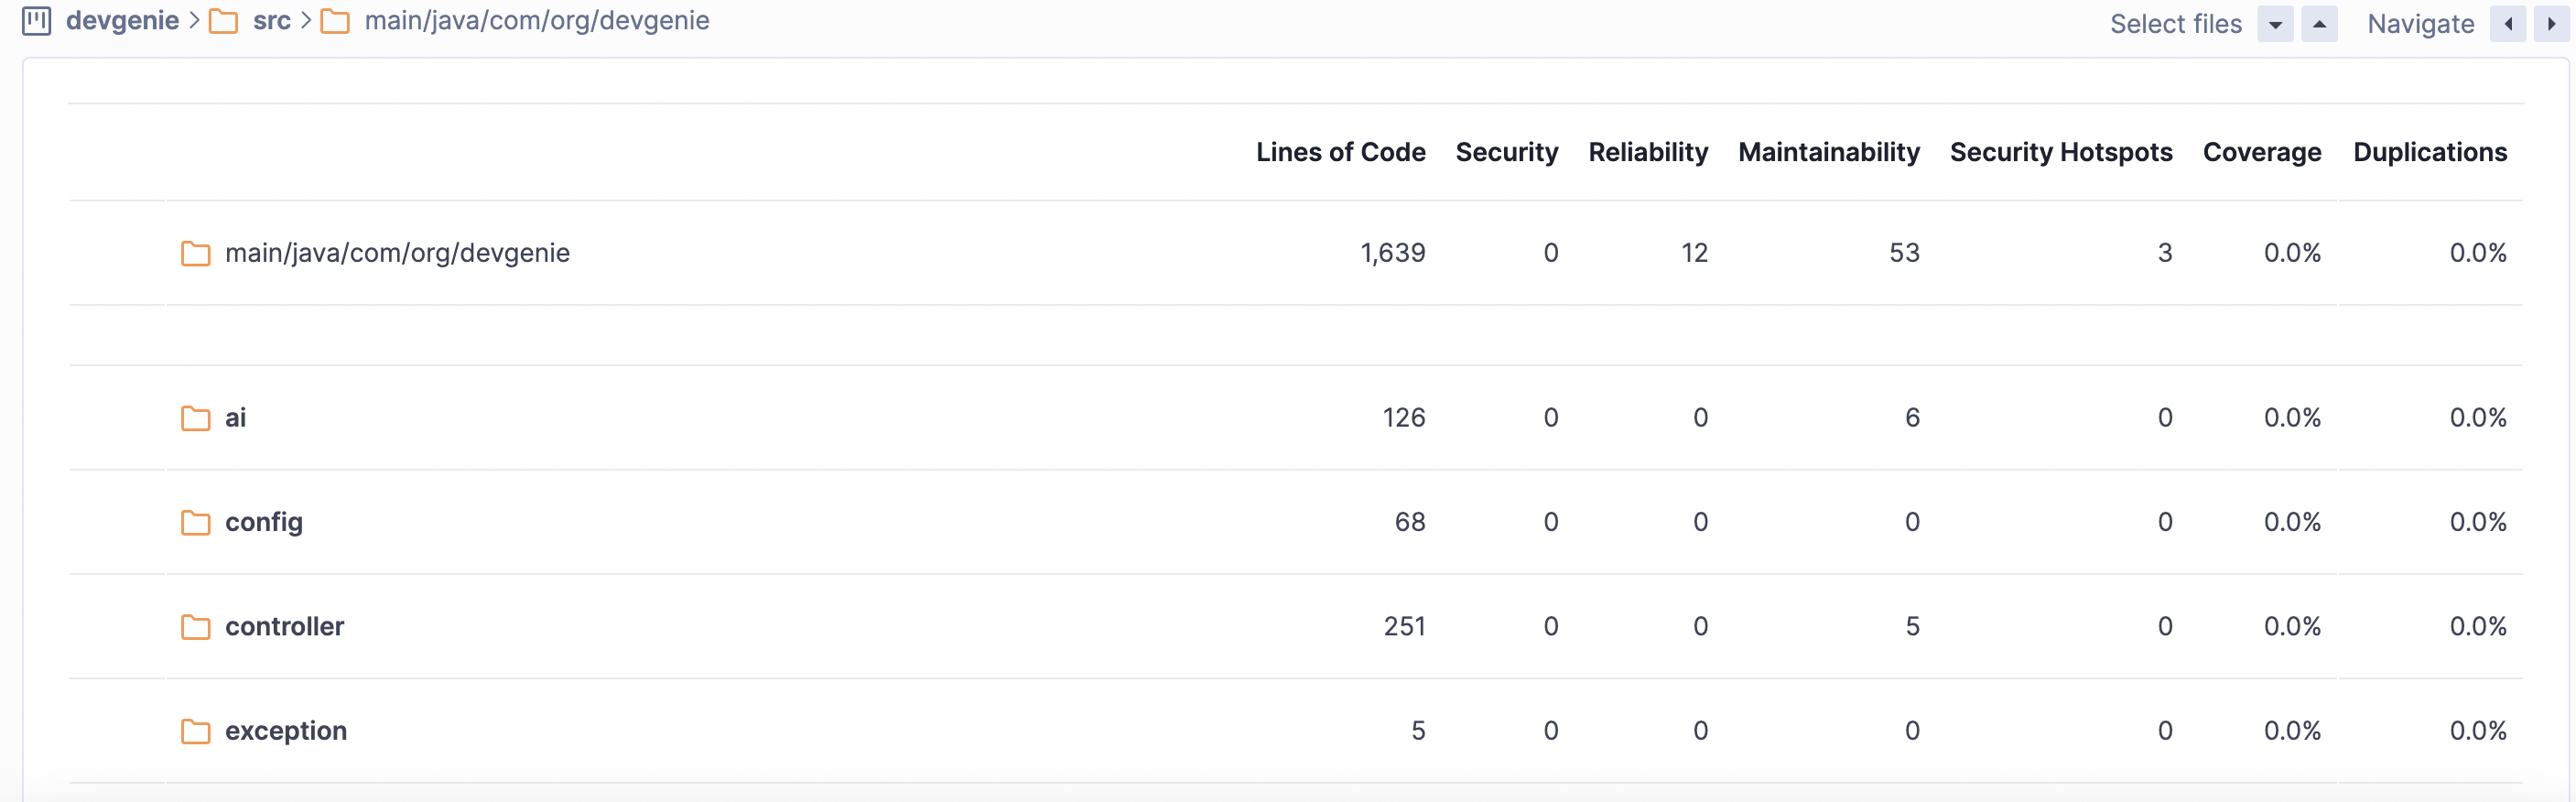 devgenie > src > main/java/com/org/devgenie Select files Navigate
Lines of Code Security Reliability Maintainability Security Hotspots Coverage Duplications
main/java/com/org/devgenie 1,639 0 12 53 3 0.0% 0.0%
ai 126 0 0 6 0 0.0% 0.0%
config 68 0 0 0 0 0.0% 0.0%
controller 251 0 0 5 0 0.0% 0.0%
exception 5 0 0 0 0 0.0% 0.0%